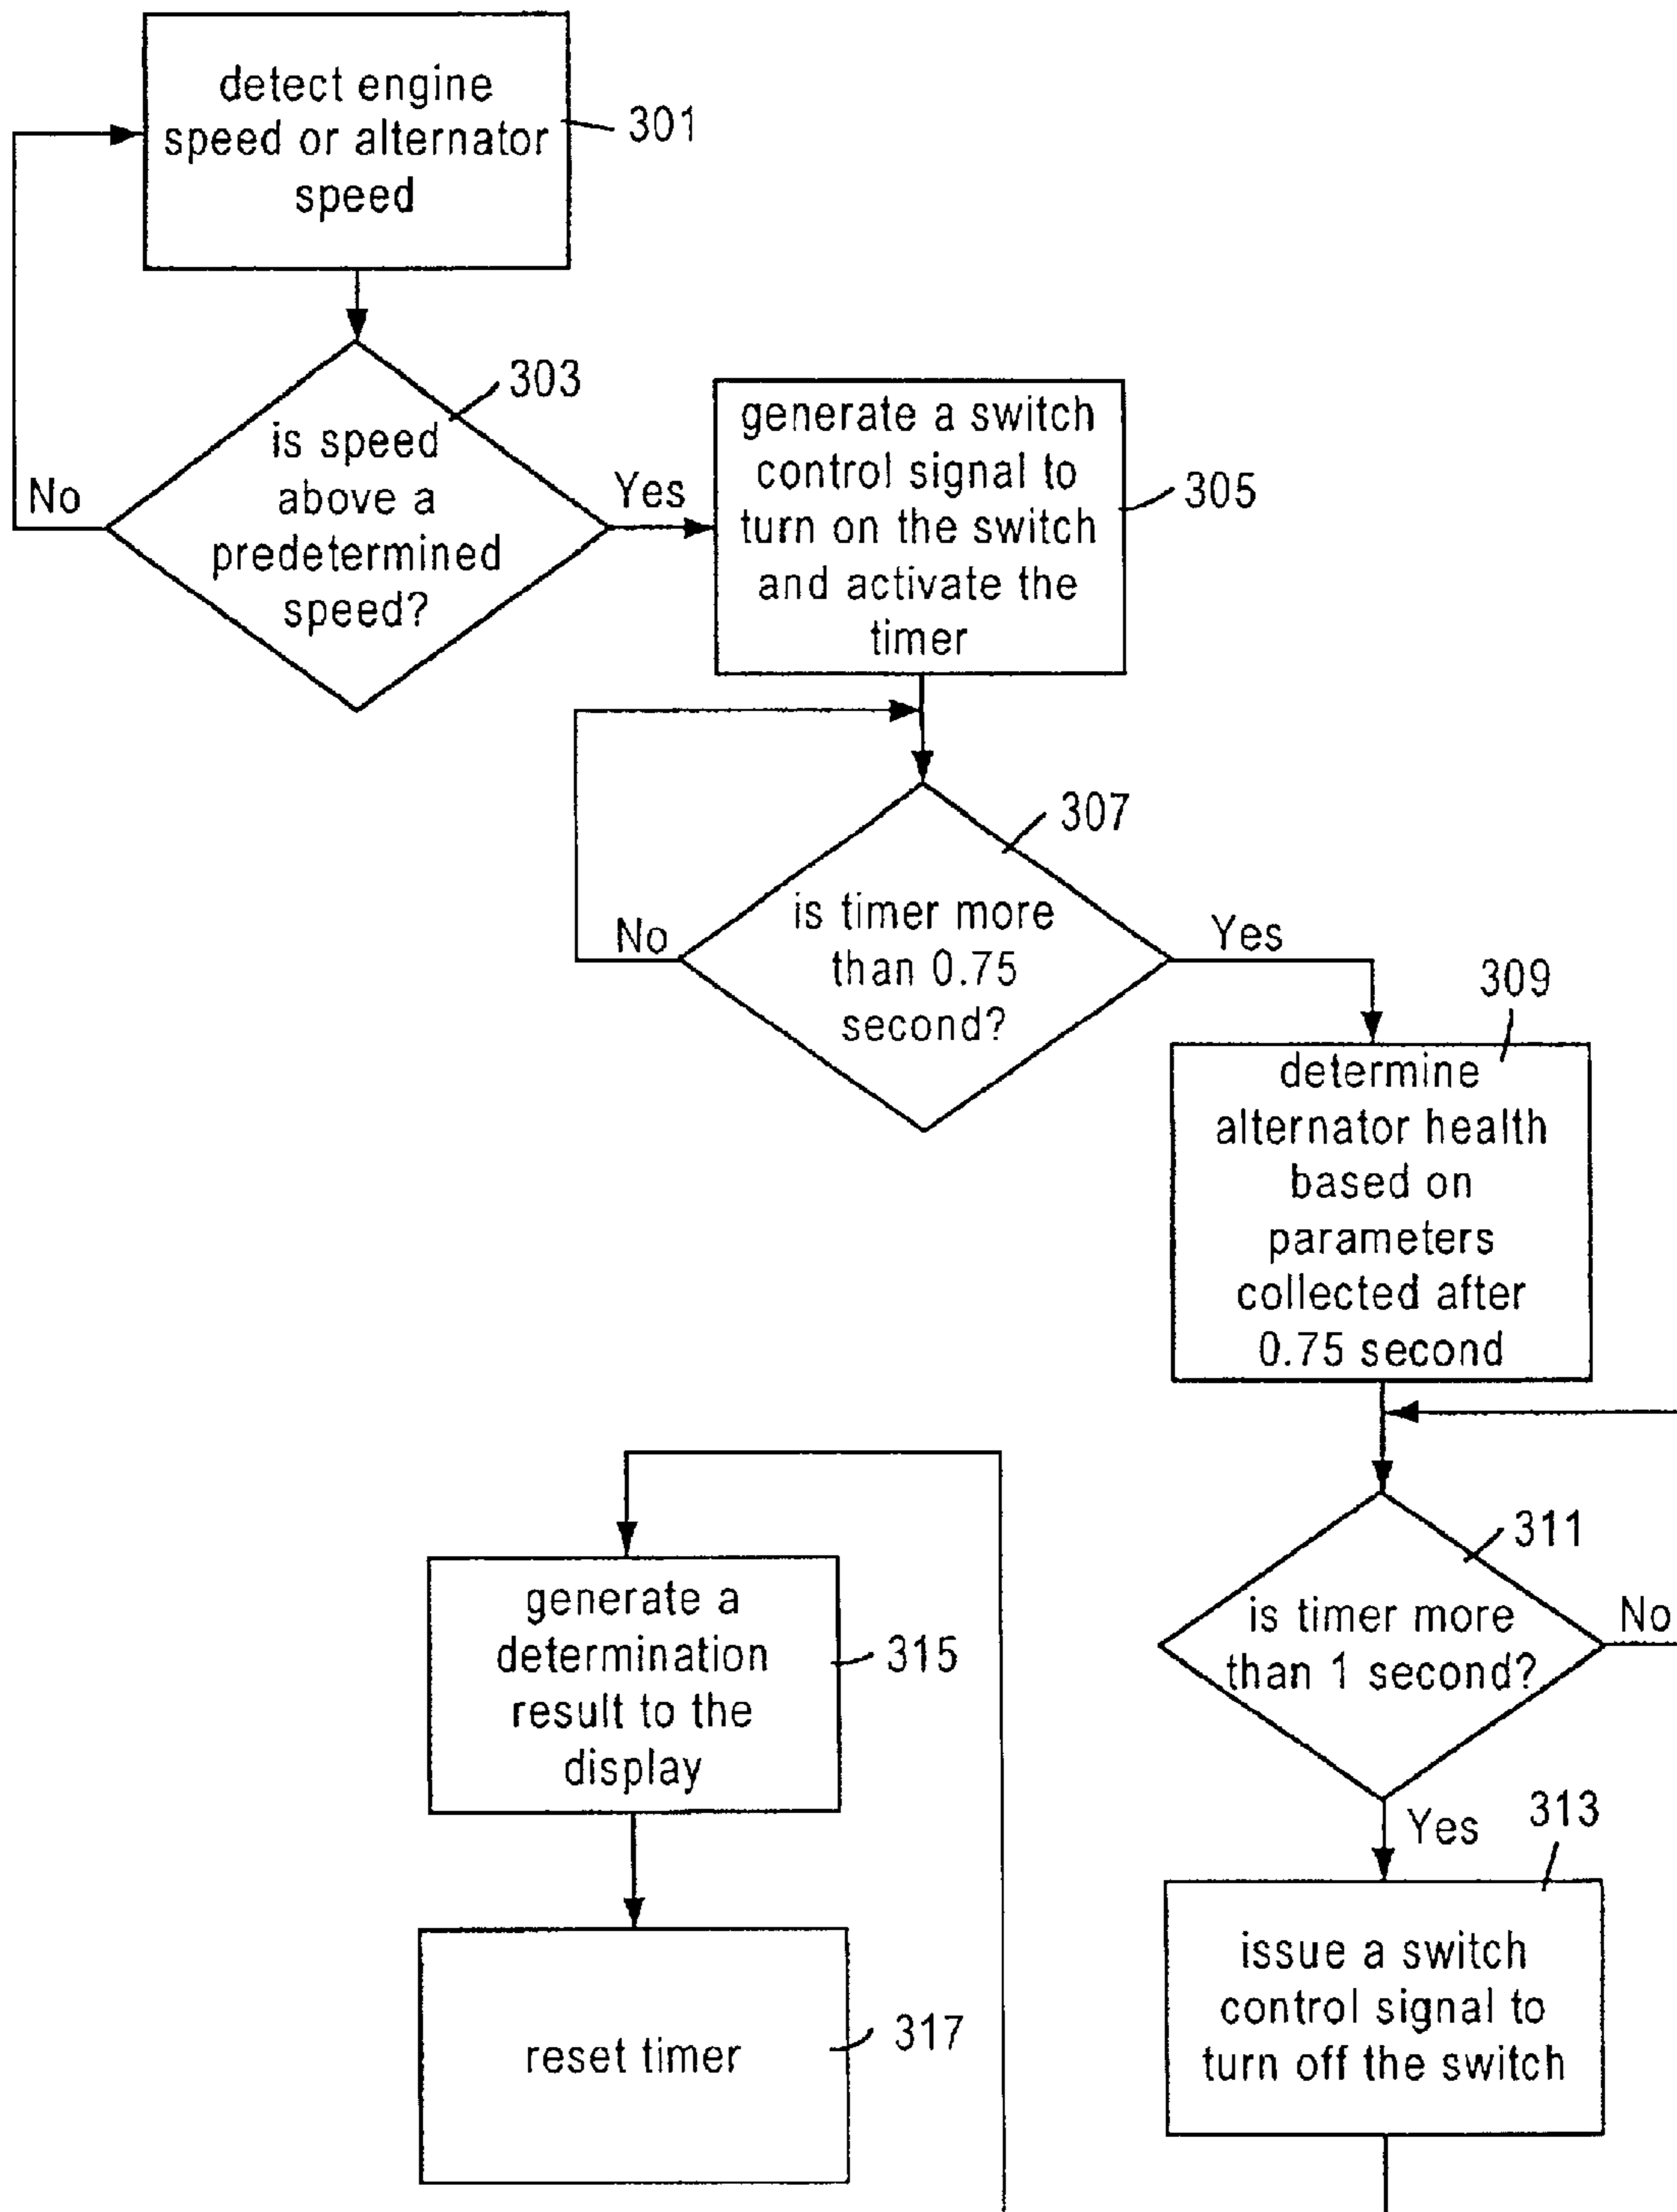 detect engine
speed or alternator
speed
301
303
is speed
above a
predetermined
speed?
No
Yes
generate a switch
control signal to
turn on the switch
and activate the
timer
305
307
is timer more
than 0.75
second?
No
Yes
309
determine
alternator health
based on
parameters
collected after
0.75 second
311
is timer more
than 1 second?
No
Yes
313
issue a switch
control signal to
turn off the switch
generate a
determination
result to the
display
315
reset timer
317